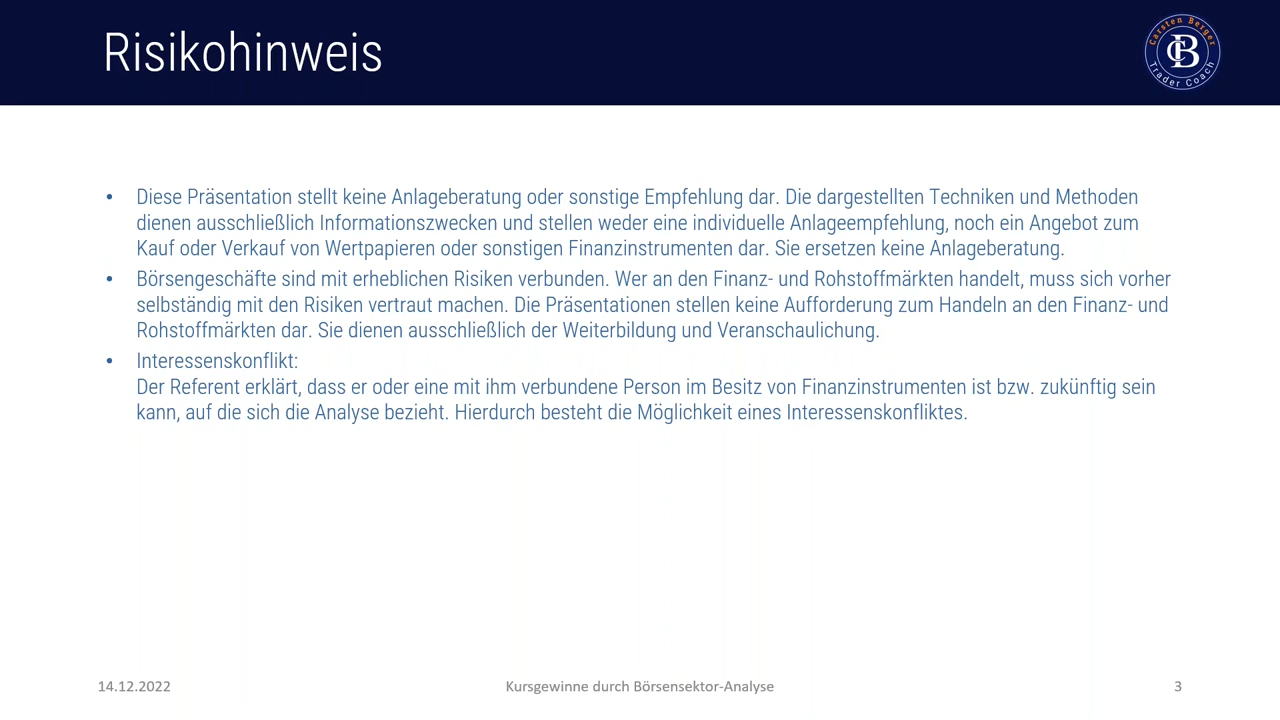 Risikohinweis
Carsten Berger
CB
Trader Coach
• Diese Präsentation stellt keine Anlageberatung oder sonstige Empfehlung dar. Die dargestellten Techniken und Methoden
dienen ausschließlich Informationszwecken und stellen weder eine individuelle Anlageempfehlung, noch ein Angebot zum
Kauf oder Verkauf von Wertpapieren oder sonstigen Finanzinstrumenten dar. Sie ersetzen keine Anlageberatung.
• Börsengeschäfte sind mit erheblichen Risiken verbunden. Wer an den Finanz- und Rohstoffmärkten handelt, muss sich vorher
selbständig mit den Risiken vertraut machen. Die Präsentationen stellen keine Aufforderung zum Handeln an den Finanz- und
Rohstoffmärkten dar. Sie dienen ausschließlich der Weiterbildung und Veranschaulichung.
• Interessenskonflikt:
Der Referent erklärt, dass er oder eine mit ihm verbundene Person im Besitz von Finanzinstrumenten ist bzw. zukünftig sein
kann, auf die sich die Analyse bezieht. Hierdurch besteht die Möglichkeit eines Interessenskonfliktes.
14.12.2022
Kursgewinne durch Börsensektor-Analyse
3